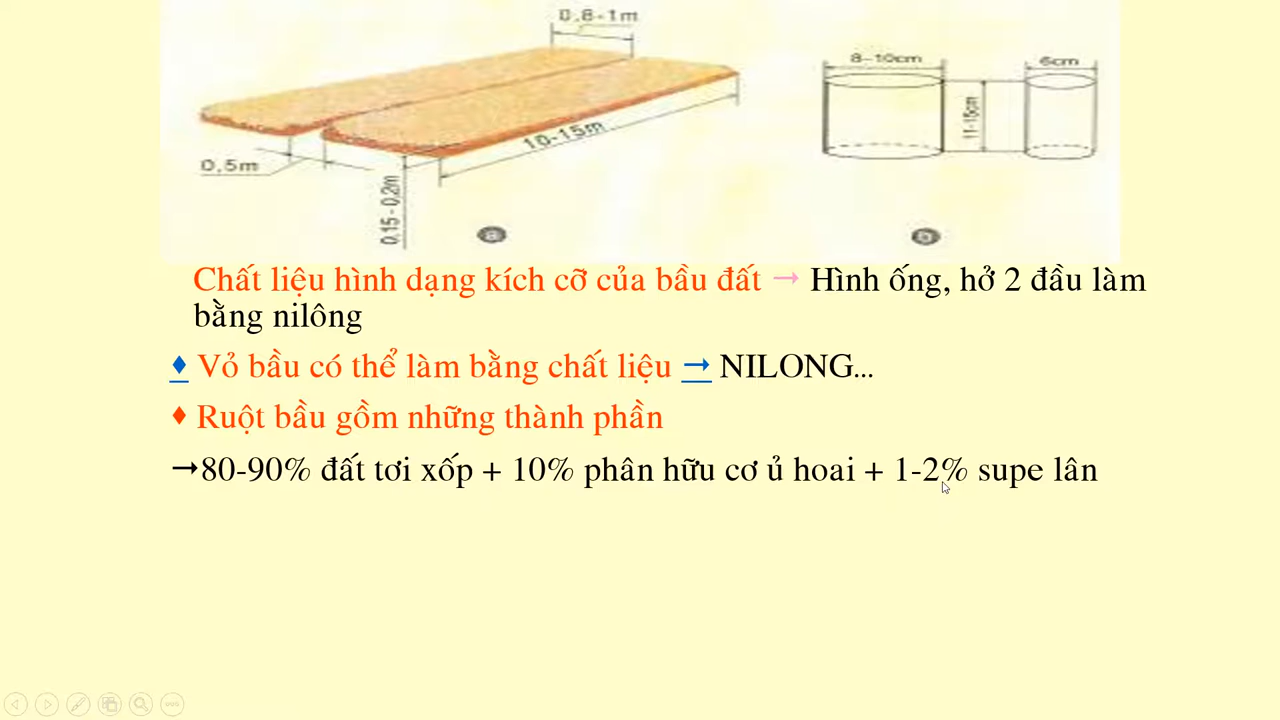 0,8-1m
8-10cm
6cm
11-15cm
10-15m
0,5m
0,15-0,2m
a
b
Chất liệu hình dạng kích cỡ của bầu đất → Hình ống, hở 2 đầu làm
bằng nilông
♦ Vỏ bầu có thể làm bằng chất liệu → NILONG...
♦ Ruột bầu gồm những thành phần
→80-90% đất tơi xốp + 10% phân hữu cơ ủ hoai + 1-2% supe lân